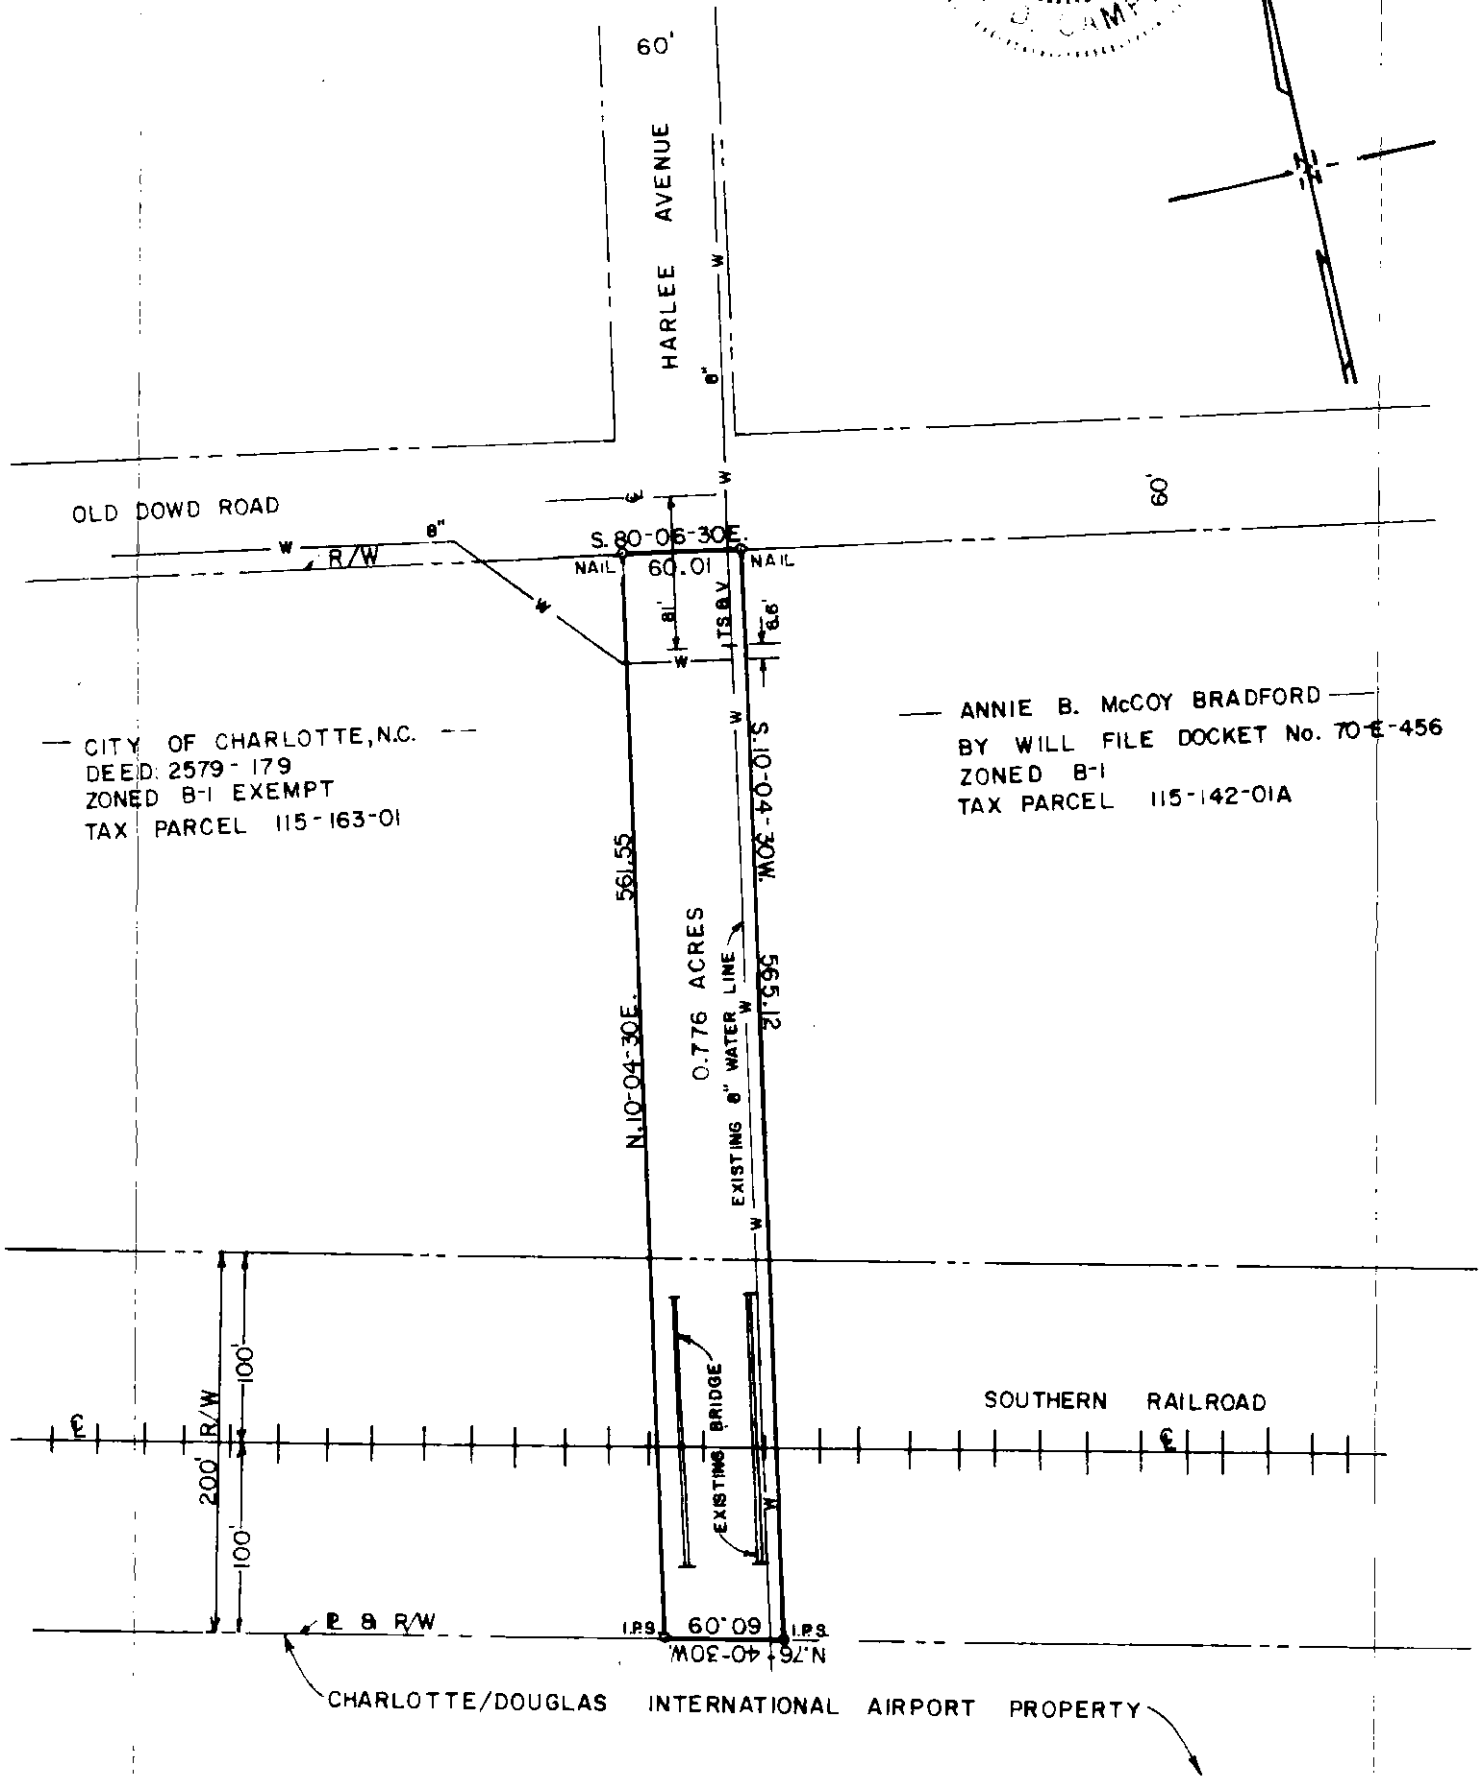 D. CAMP
60'
HARLEE AVENUE
W
8"
N
OLD DOWD ROAD
W
8"
R/W
℄
W
60'
S. 80-06-30E.
NAIL
60.01
NAIL
W
81'
TS&V
W
W
CITY OF CHARLOTTE, N.C.
DEED: 2579-179
ZONED B-1 EXEMPT
TAX PARCEL 115-163-01
ANNIE B. McCOY BRADFORD
BY WILL FILE DOCKET No. 70-E-456
ZONED B-1
TAX PARCEL 115-142-01A
561.55
N.10-04-30E.
0.776 ACRES
EXISTING 8" WATER LINE
W
S.10-04-30W.
565.12
W
200' R/W
100'
100'
EXISTING BRIDGE
W
SOUTHERN RAILROAD
℄
℄
℄ & R/W
I.P.S.
60.09
I.P.S.
N.76-40-30W
CHARLOTTE/DOUGLAS INTERNATIONAL AIRPORT PROPERTY